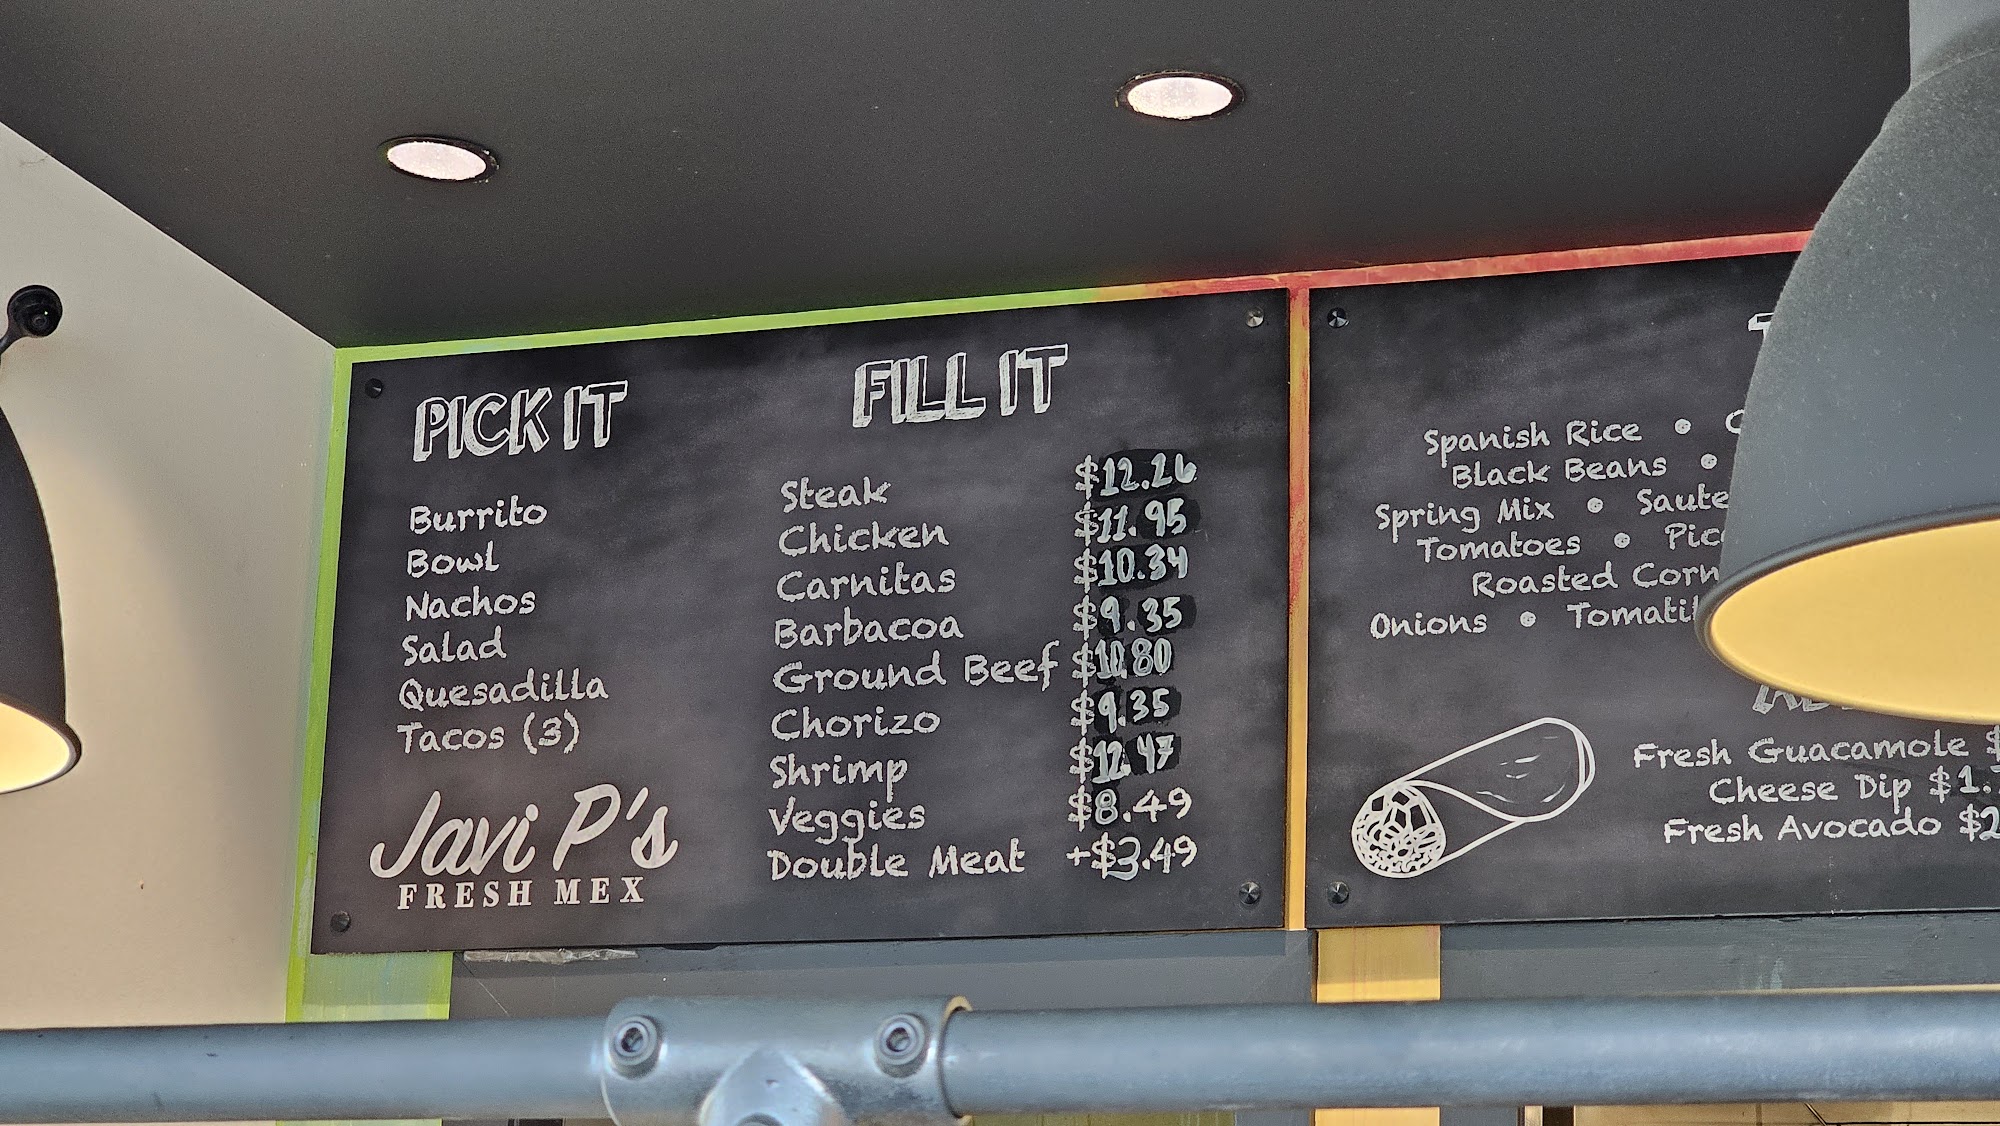 PICK IT
Burrito
Bowl
Nachos
Salad
Quesadilla
Tacos (3)
Javi P's
FRESH MEX
FILL IT
Steak $12.26
Chicken $11.95
Carnitas $10.34
Barbacoa $9.35
Ground Beef $10.80
Chorizo $9.35
Shrimp $12.47
Veggies $8.49
Double Meat +$3.49
Spanish Rice •
Black Beans •
Spring Mix •
Tomatoes •
Roasted Corn
Onions •
Fresh Guacamole $
Cheese Dip $1.
Fresh Avocado $2